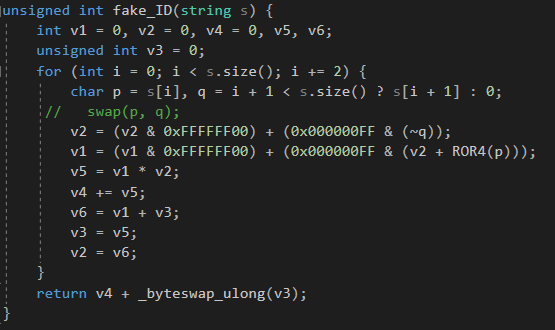 unsigned int fake_ID(string s) {
    int v1 = 0, v2 = 0, v4 = 0, v5, v6;
    unsigned int v3 = 0;
    for (int i = 0; i < s.size(); i += 2) {
        char p = s[i], q = i + 1 < s.size() ? s[i + 1] : 0;
    //   swap(p, q);
        v2 = (v2 & 0xFFFFFF00) + (0x000000FF & (~q));
        v1 = (v1 & 0xFFFFFF00) + (0x000000FF & (v2 + ROR4(p)));
        v5 = v1 * v2;
        v4 += v5;
        v6 = v1 + v3;
        v3 = v5;
        v2 = v6;
    }
    return v4 + _byteswap_ulong(v3);
}